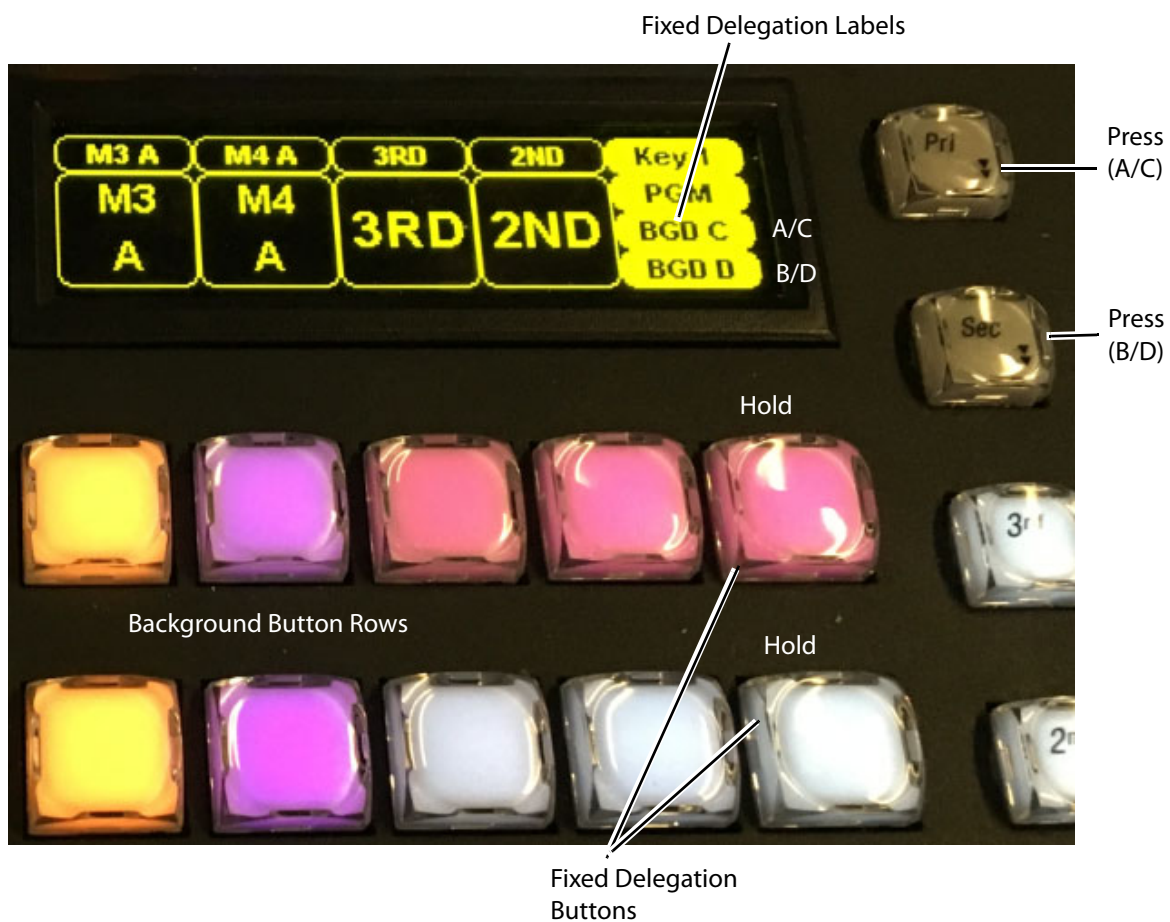 Fixed Delegation Labels
M3 A M4 A 3RD 2ND Key 1
M3 A
M4 A
3RD
2ND
PGM
BGD C
BGD D
A/C
B/D
Pri
Press
(A/C)
Sec
Press
(B/D)
Hold
3rd
Background Button Rows
Hold
Fixed Delegation
Buttons